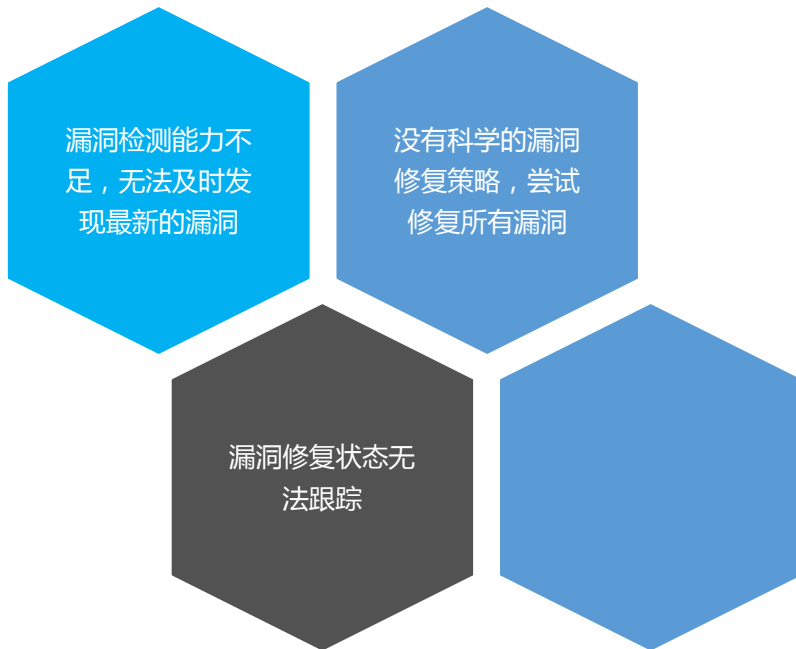 漏洞检测能力不
足，无法及时发
现最新的漏洞
没有科学的漏洞
修复策略，尝试
修复所有漏洞
漏洞修复状态无
法跟踪